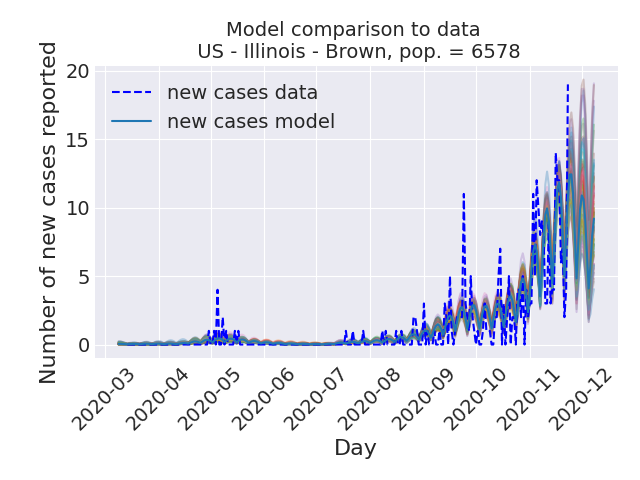 Model comparison to data
US - Illinois - Brown, pop. = 6578
Number of new cases reported
20
15
10
5
0
new cases data
new cases model
2020-03
2020-04
2020-05
2020-06
2020-07
2020-08
2020-09
2020-10
2020-11
2020-12
Day